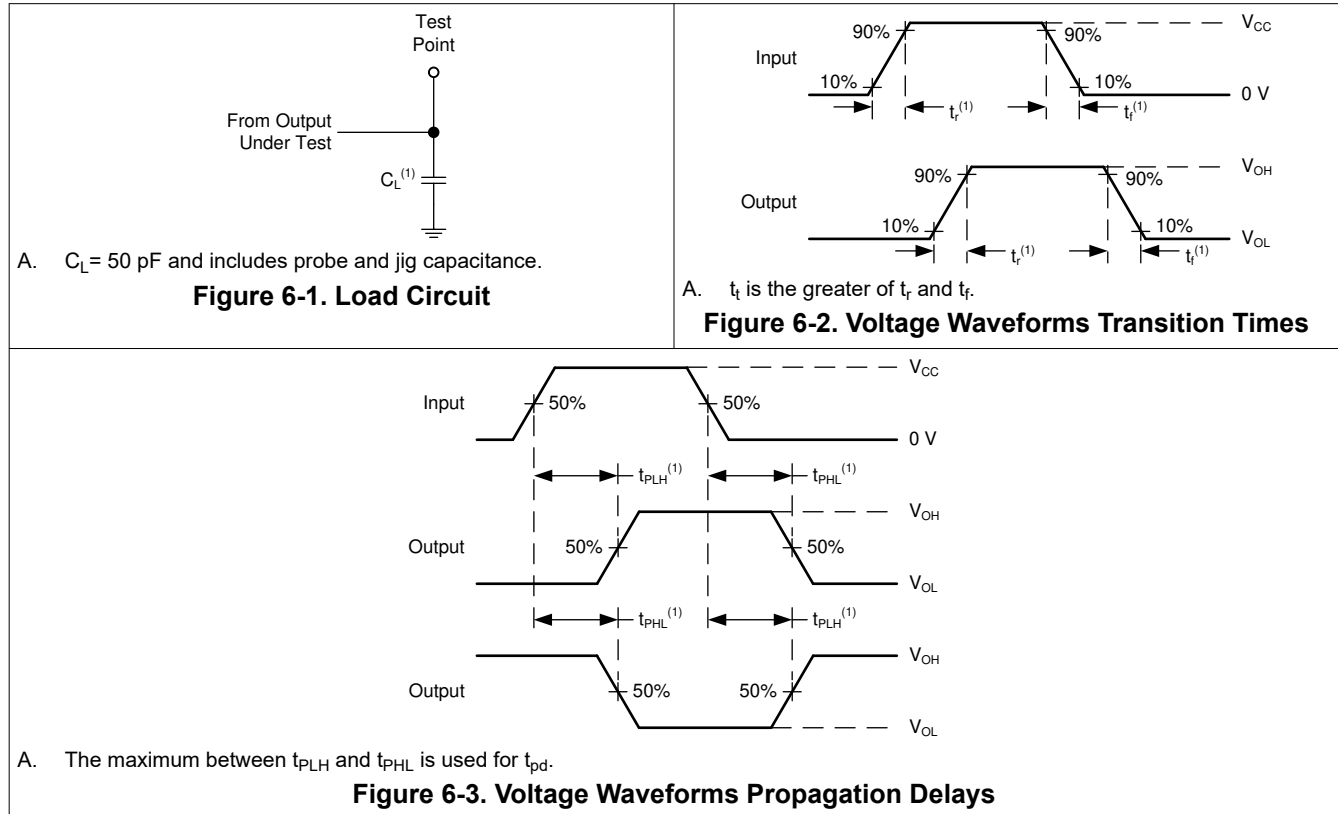 Test
Point
From Output
Under Test
C_L^(1)
A. C_L= 50 pF and includes probe and jig capacitance.
Figure 6-1. Load Circuit
90% 90% V_CC
Input
10% 10% 0 V
t_r^(1) t_f^(1)
90% 90% V_OH
Output
10% 10% V_OL
t_r^(1) t_f^(1)
A. t_t is the greater of t_r and t_f.
Figure 6-2. Voltage Waveforms Transition Times
V_CC
Input 50% 50%
0 V
t_PLH^(1) t_PHL^(1)
V_OH
Output 50% 50%
V_OL
t_PHL^(1) t_PLH^(1)
V_OH
Output 50% 50%
V_OL
A. The maximum between t_PLH and t_PHL is used for t_pd.
Figure 6-3. Voltage Waveforms Propagation Delays